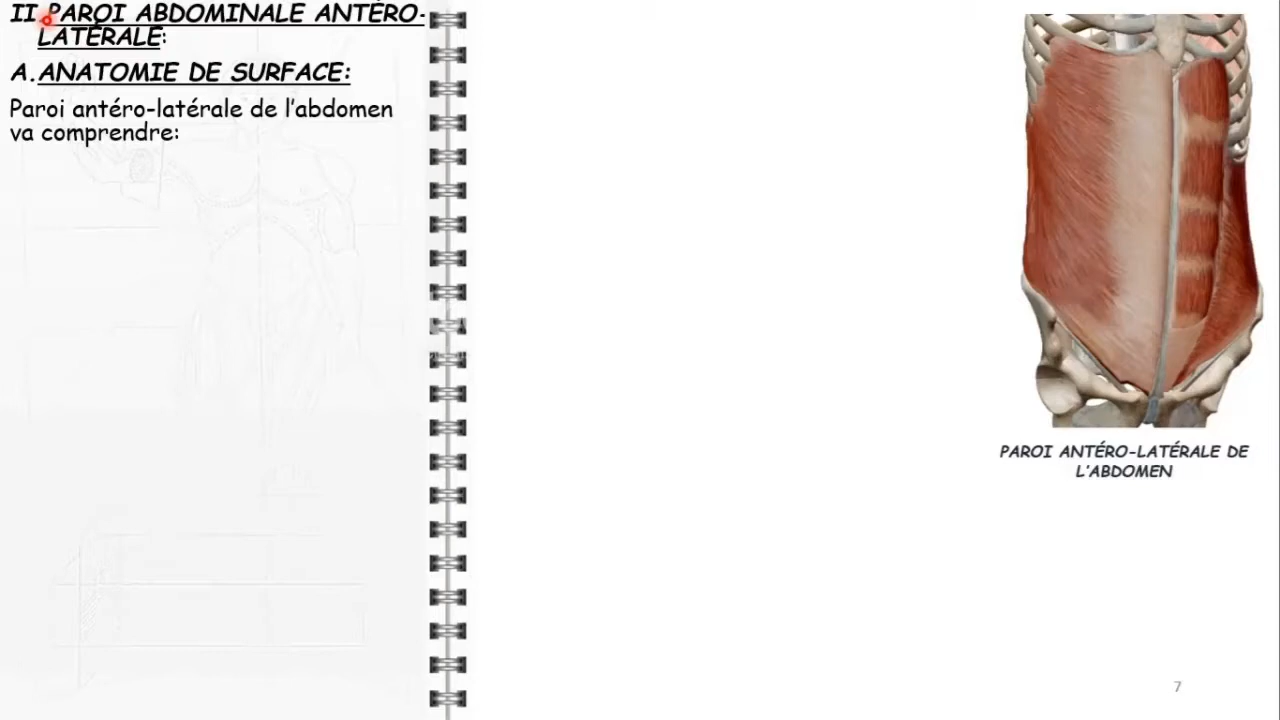 II.PAROI ABDOMINALE ANTÉRO-
LATÉRALE:
A.ANATOMIE DE SURFACE:
Paroi antéro-latérale de l’abdomen
va comprendre:
PAROI ANTÉRO-LATÉRALE DE
L’ABDOMEN
7